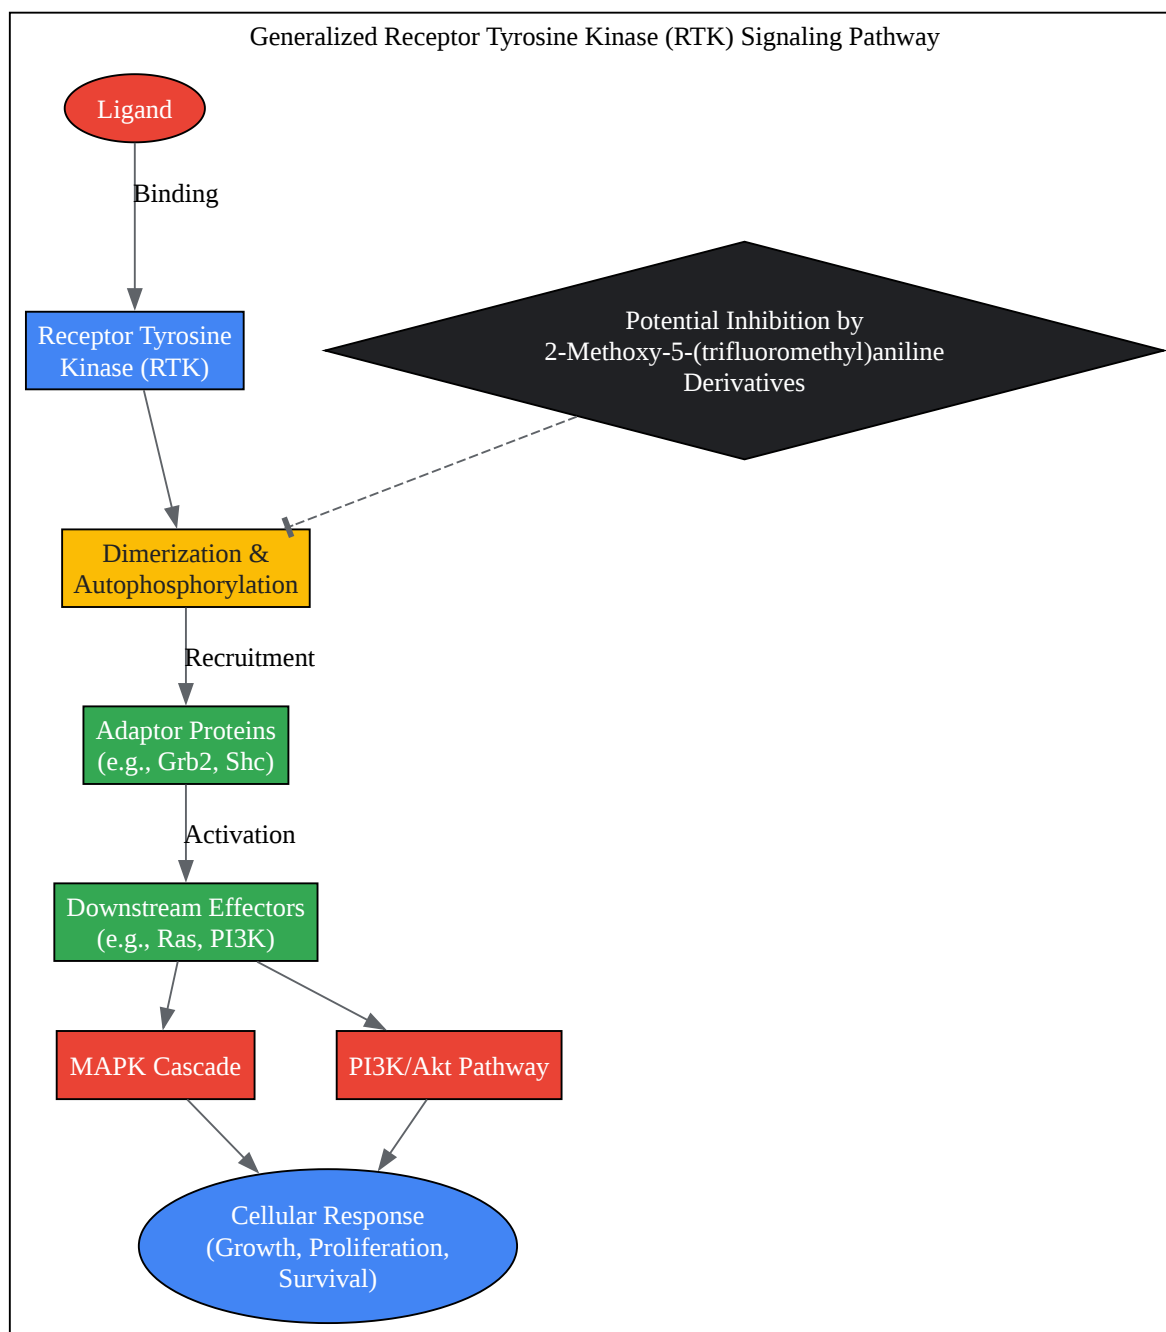 Generalized Receptor Tyrosine Kinase (RTK) Signaling Pathway
Ligand
Binding
Receptor Tyrosine
Kinase (RTK)
Potential Inhibition by
2-Methoxy-5-(trifluoromethyl)aniline
Derivatives
Dimerization &
Autophosphorylation
Recruitment
Adaptor Proteins
(e.g., Grb2, Shc)
Activation
Downstream Effectors
(e.g., Ras, PI3K)
MAPK Cascade
PI3K/Akt Pathway
Cellular Response
(Growth, Proliferation,
Survival)